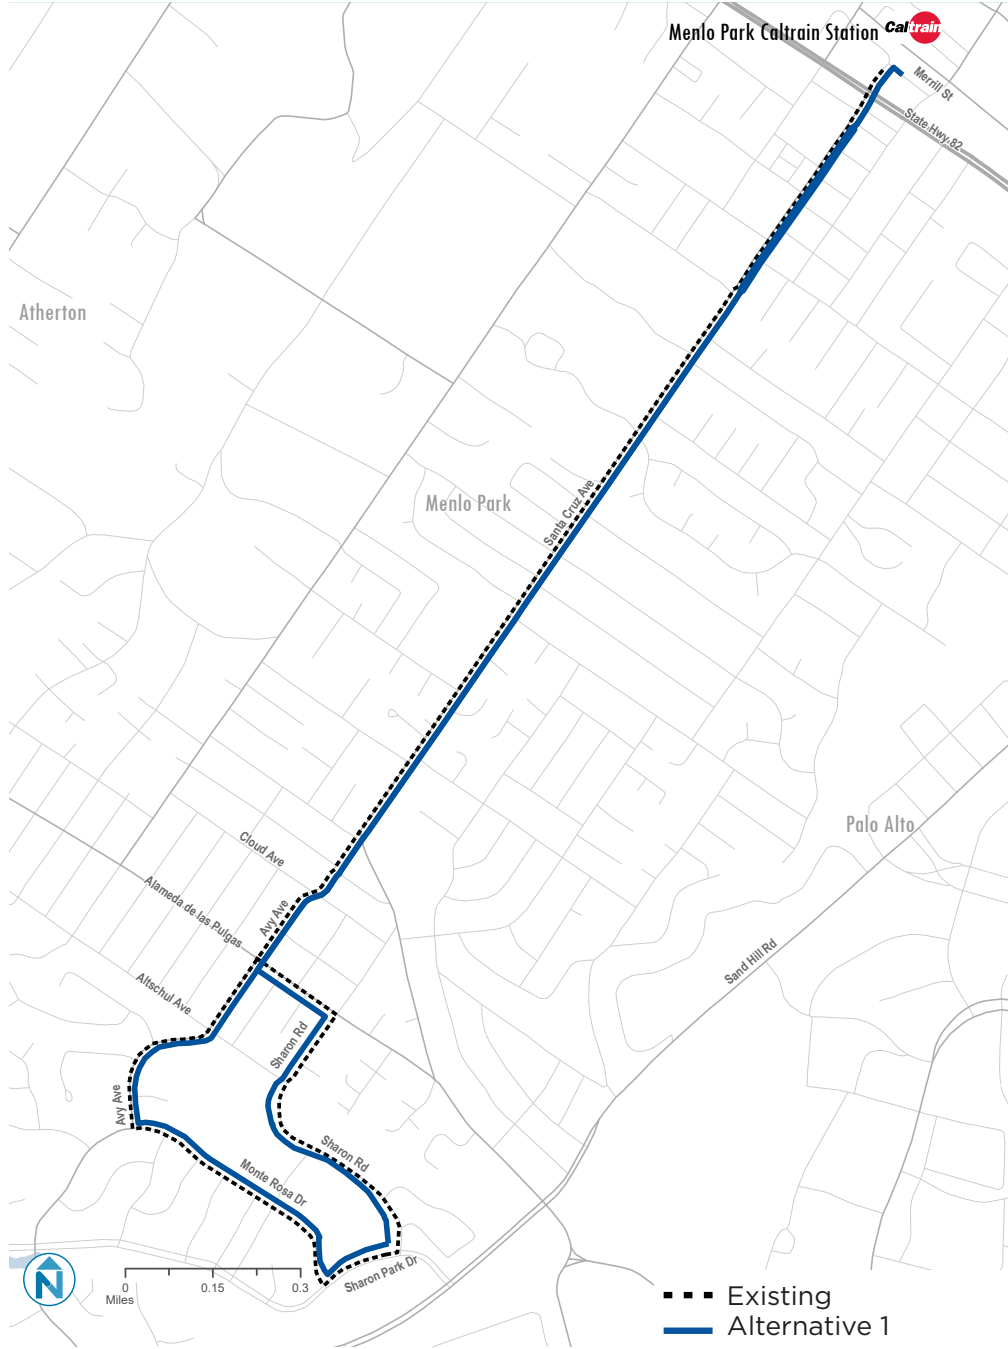 Menlo Park Caltrain Station
Caltrain
Merrill St
State Hwy 82
Atherton
Menlo Park
Santa Cruz Ave
Palo Alto
Cloud Ave
Alameda de las Pulgas
Avy Ave
Altschul Ave
Sand Hill Rd
Sharon Rd
Avy Ave
Sharon Rd
Monte Rosa Dr
Sharon Park Dr
N
0 0.15 0.3
Miles
Existing
Alternative 1